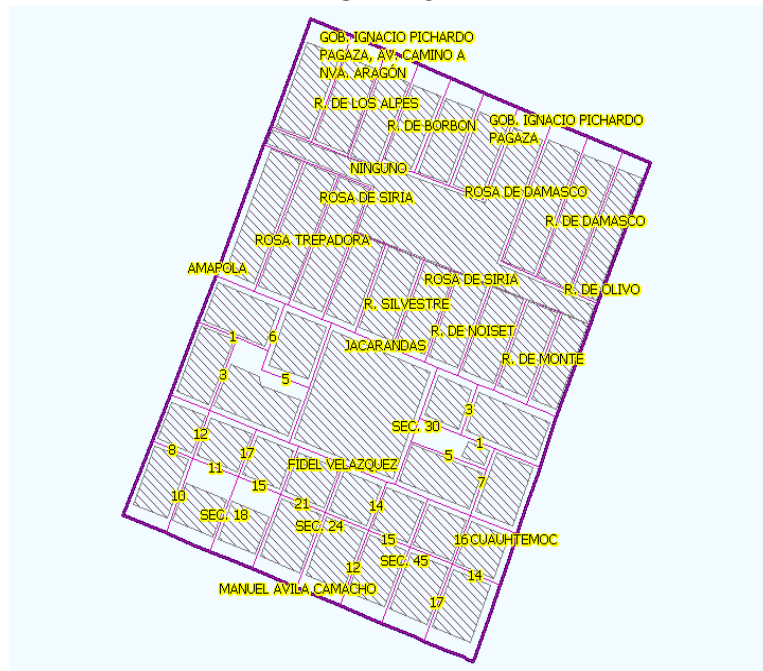 GOB. IGNACIO PICHARDO
PAGAZA, AV. CAMINO A
NVA. ARAGÓN
R. DE LOS ALPES
R. DE BORBON
GOB. IGNACIO PICHARDO
PAGAZA
NINGUNO
ROSA DE SIRIA
ROSA DE DAMASCO
R. DE DAMASCO
ROSA TREPADORA
AMAPOLA
ROSA DE SIRIA
R. DE OLIVO
R. SILVESTRE
R. DE NOISET
1
6
JACARANDAS
R. DE MONTE
3
5
3
SEC. 30
1
12
8
17
5
11
FIDEL VELAZQUEZ
7
15
10
21
14
SEC. 18
SEC. 24
15
16
CUAUHTEMOC
12
SEC. 45
14
MANUEL AVILA CAMACHO
17